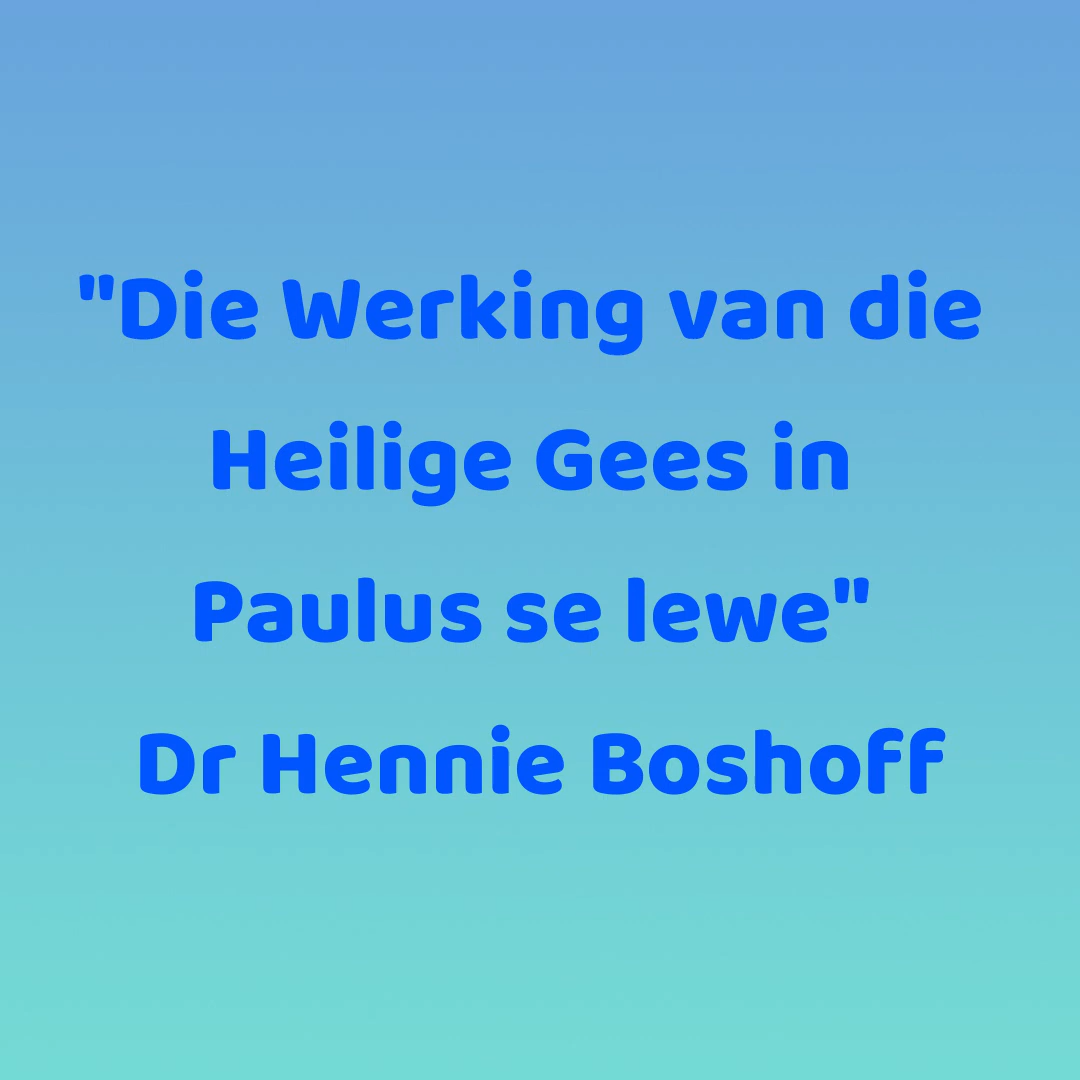 "Die Werking van die
Heilige Gees in
Paulus se lewe"
Dr Hennie Boshoff